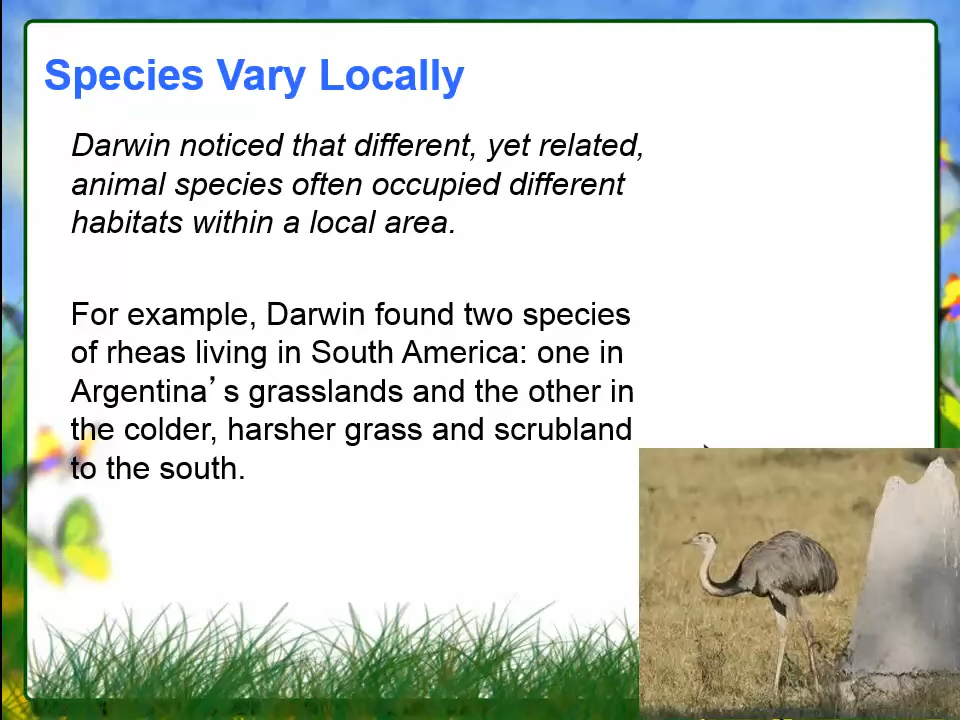 Species Vary Locally
Darwin noticed that different, yet related,
animal species often occupied different
habitats within a local area.
For example, Darwin found two species
of rheas living in South America: one in
Argentina’s grasslands and the other in
the colder, harsher grass and scrubland
to the south.